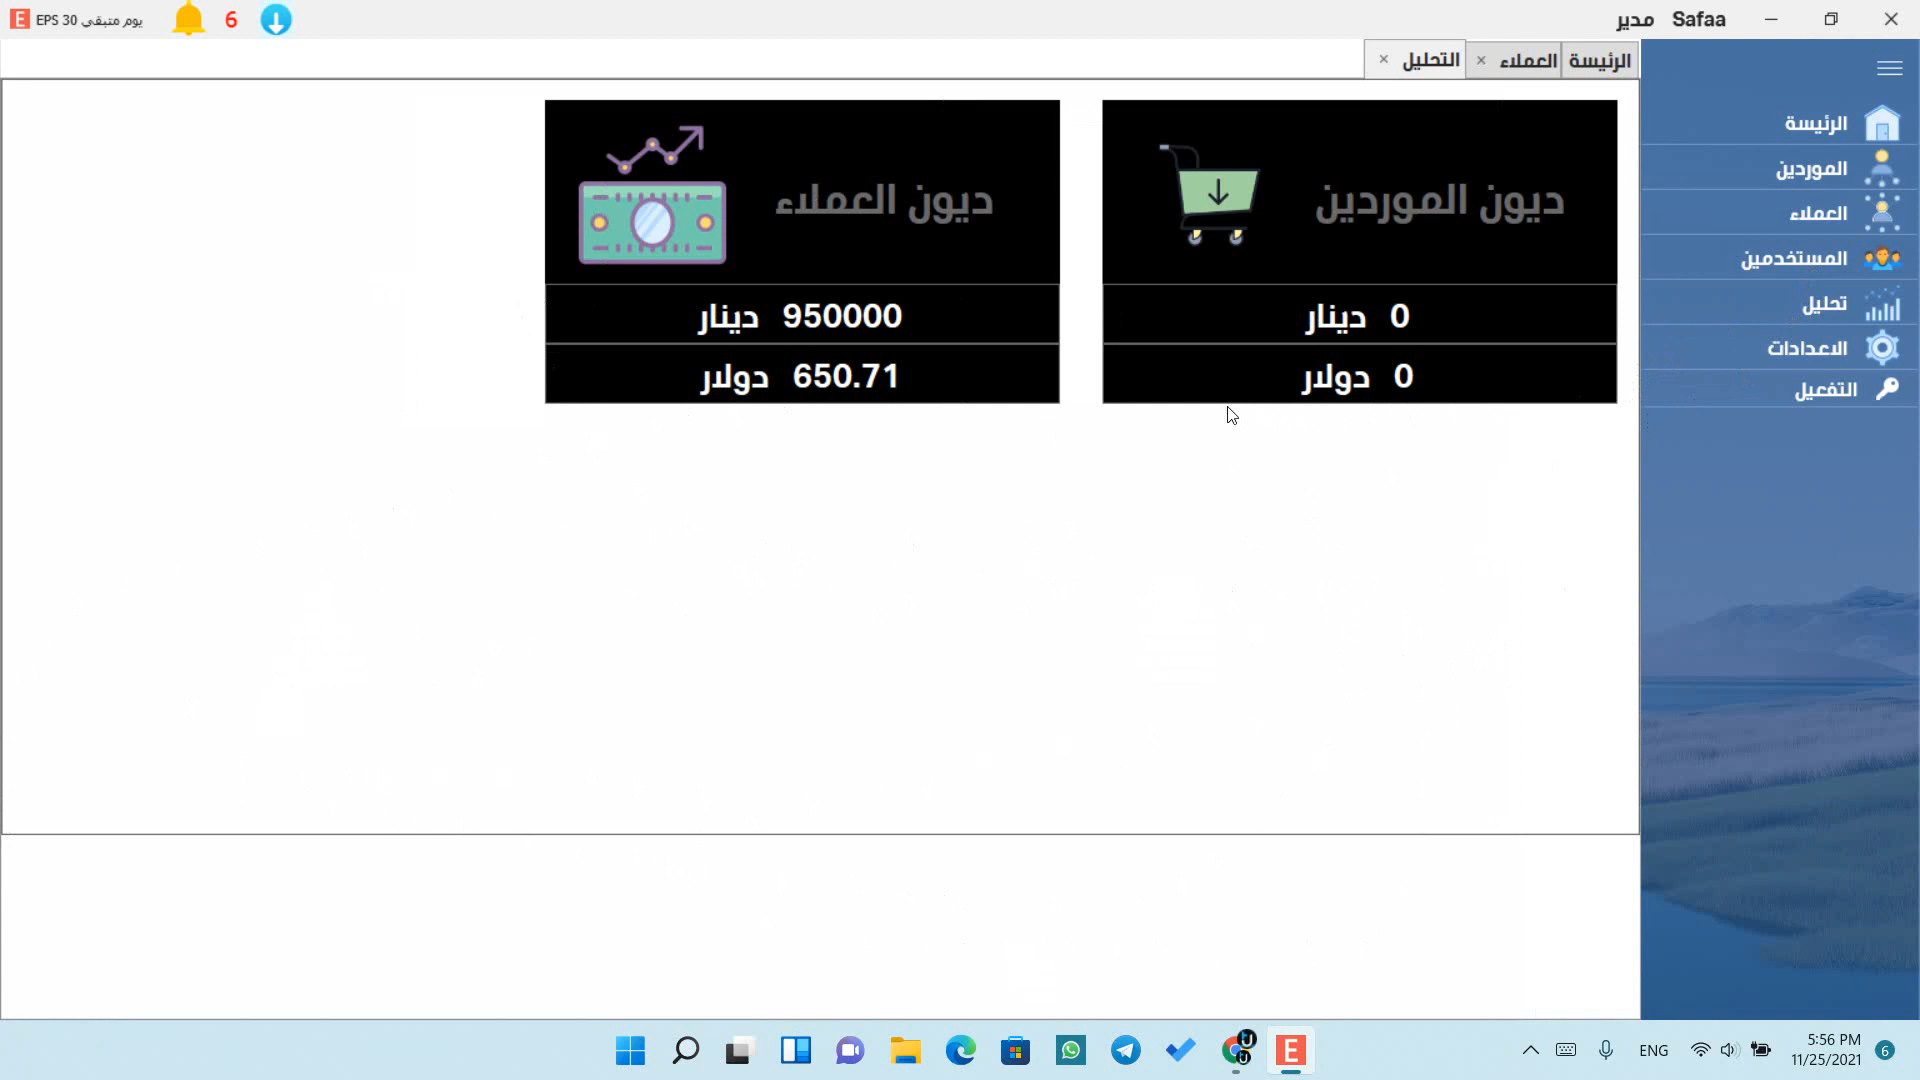 E EPS 30 يوم متبقي
6
مدير Safaa
الرئيسة
العملاء ×
التحليل ×
الرئيسة
الموردين
العملاء
المستخدمين
تحليل
الاعدادات
التفعيل
ديون الموردين
0 دينار
0 دولار
ديون العملاء
950000 دينار
650.71 دولار
E
ENG
5:56 PM
11/25/2021
6